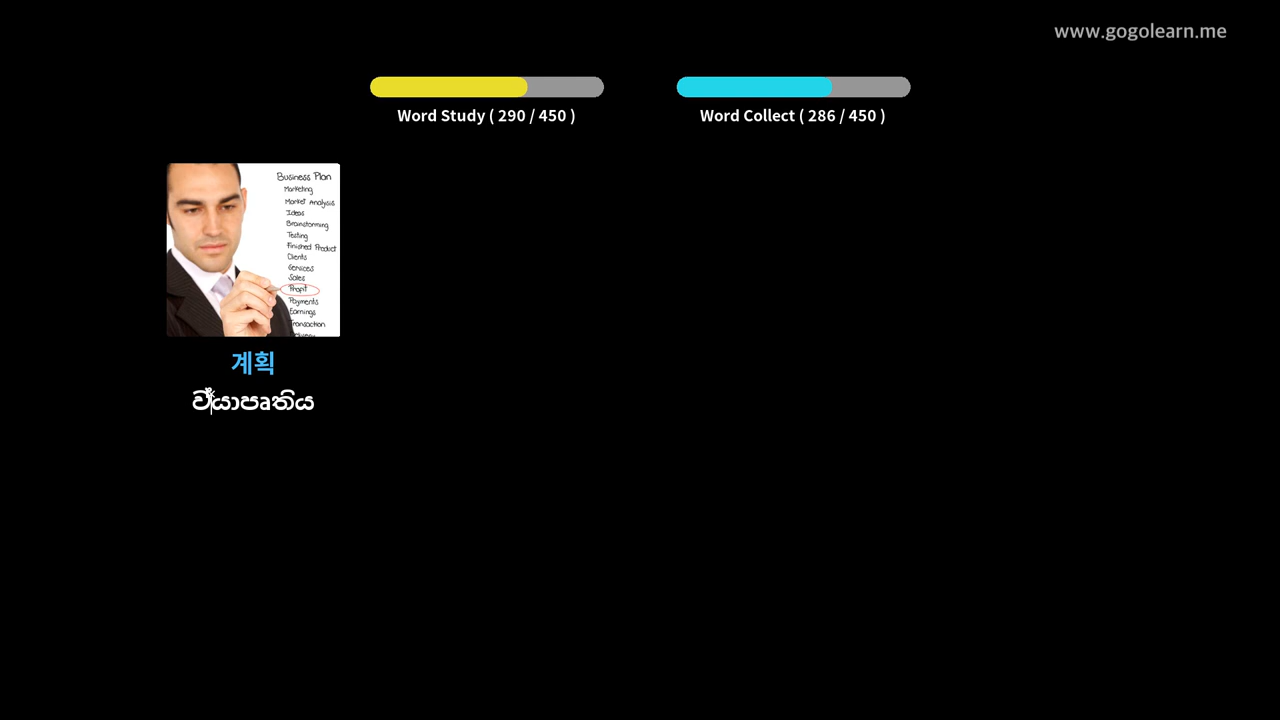 www.gogolearn.me
Word Study ( 290 / 450 )
Word Collect ( 286 / 450 )
Business Plan
Marketing
Market Analysis
Ideas
Brainstorming
Testing
Finished Product
Clients
Services
Sales
Profit
Payments
Earnings
Transaction
Delivery
계획
ව්‍යාපෘතිය